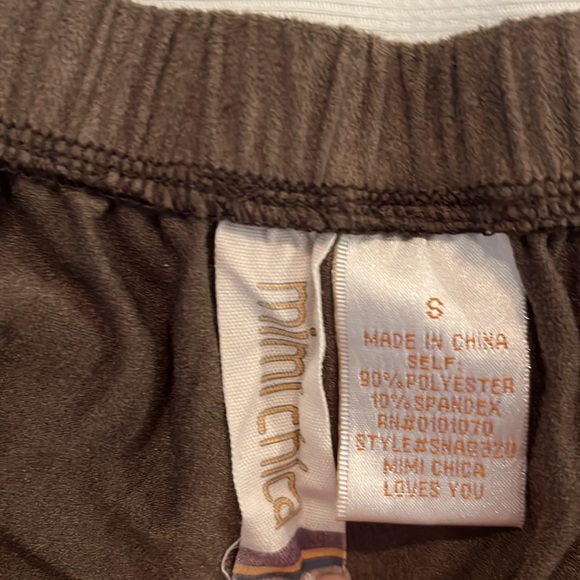 mimi chica
S
MADE IN CHINA
SELF:
90% POLYESTER
10% SPANDEX
RN#0101070
MIMI CHICA
LOVES YOU